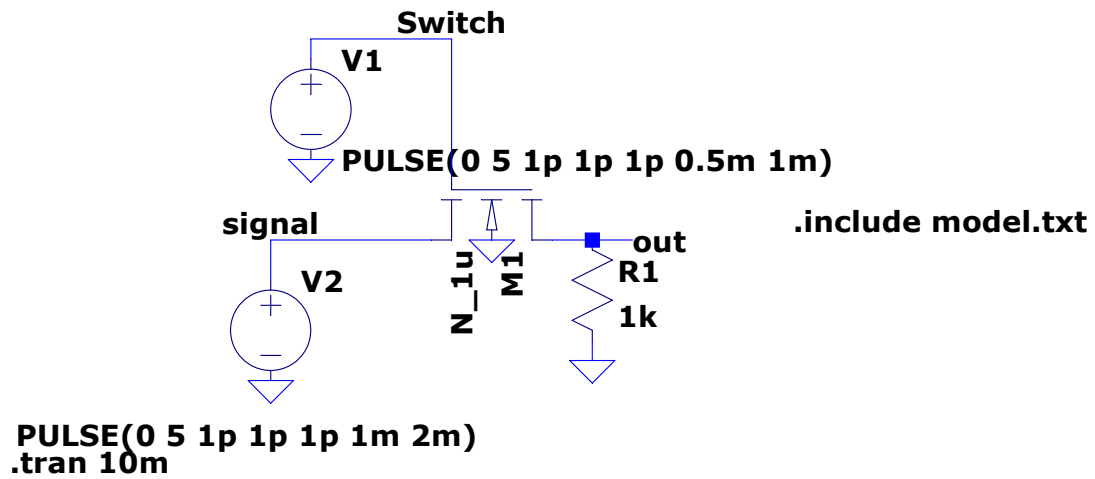 Switch
V1
PULSE(0 5 1p 1p 1p 0.5m 1m)
signal
.include model.txt
out
V2
N_1u
M1
R1
1k
PULSE(0 5 1p 1p 1p 1m 2m)
.tran 10m